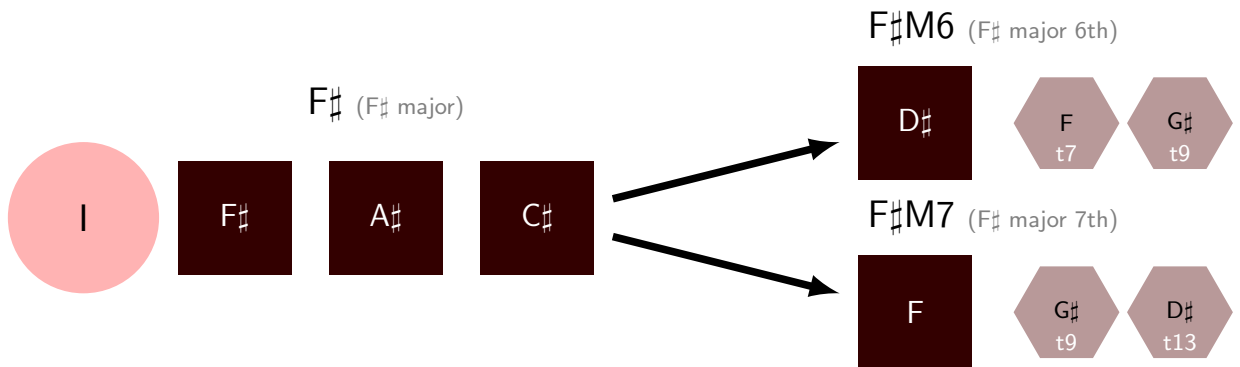 F♯M6 (F♯ major 6th)
F♯ (F♯ major)
D♯
F
t7
G♯
t9
I
F♯
A♯
C♯
F♯M7 (F♯ major 7th)
F
G♯
t9
D♯
t13